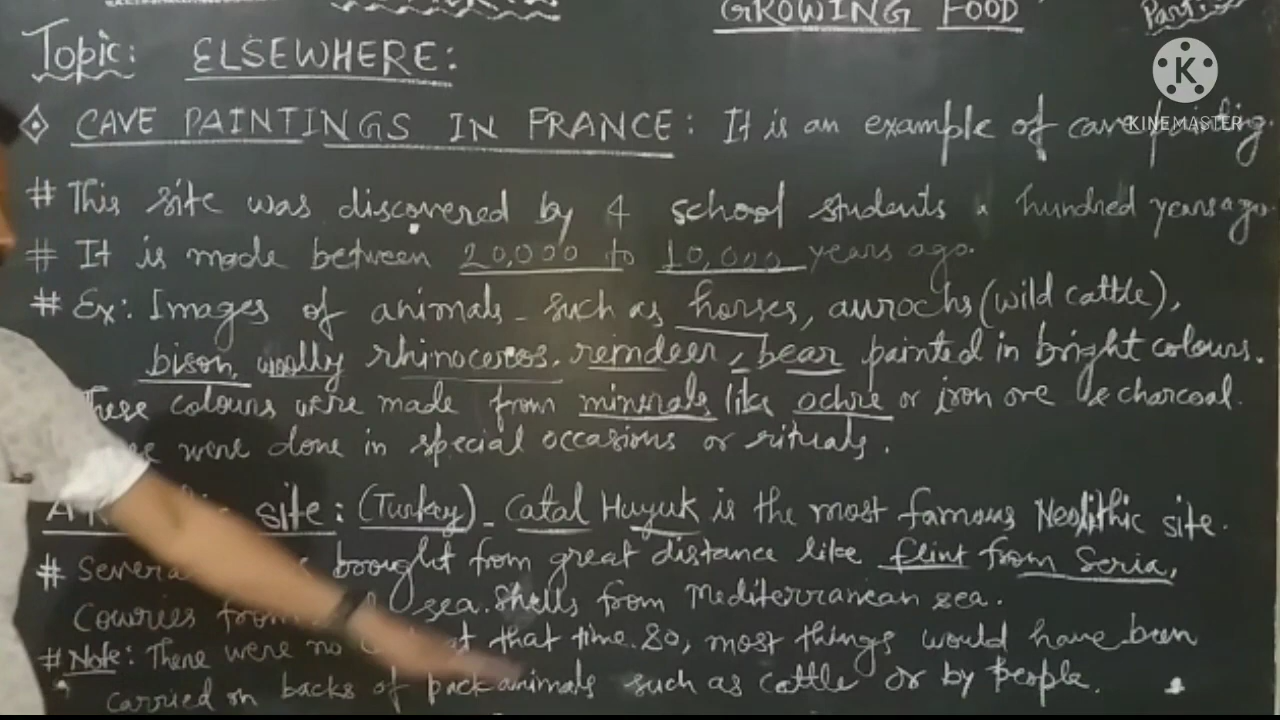 GROWING FOOD Part:
Topic: ELSEWHERE:
K
KINEMASTER
CAVE PAINTINGS IN FRANCE: It is an example of cave painting.
# This site was discovered by 4 school students a hundred years ago.
# It is made between 20,000 to 10,000 years ago.
# Ex: Images of animals - such as horses, aurochs (wild cattle),
bison, woolly rhinoceros, reindeer, bear painted in bright colours.
These colours were made from minerals like ochre or iron ore & charcoal.
were done in special occasions or rituals.
site: (Turkey) - Catal Huyuk is the most famous Neolithic site.
# brought from great distance like flint from Seria,
Cowries from sea. Shells from Mediterranean sea.
# Note: There were no at that time. So, most things would have been
carried on backs of pack animals such as cattle or by people.